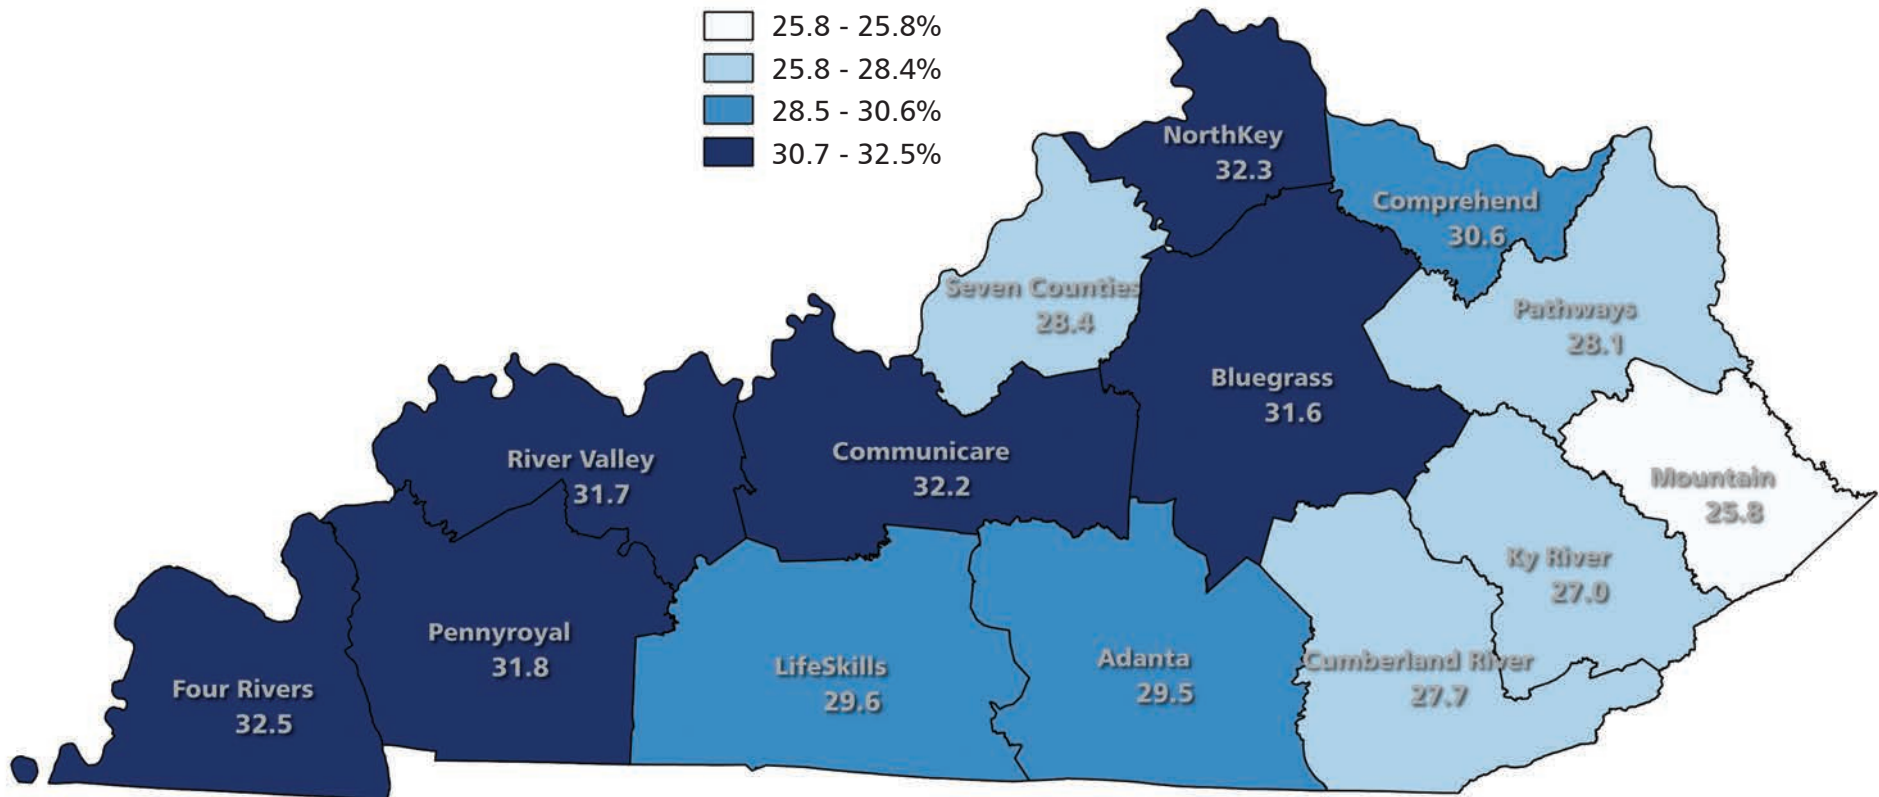 25.8 - 25.8%
25.8 - 28.4%
28.5 - 30.6%
30.7 - 32.5%
NorthKey
32.3
Comprehend
30.6
Seven Counties
28.4
Pathways
28.1
Bluegrass
31.6
River Valley
31.7
Communicare
32.2
Mountain
25.8
Ky River
27.0
Pennyroyal
31.8
LifeSkills
29.6
Adanta
29.5
Cumberland River
27.7
Four Rivers
32.5